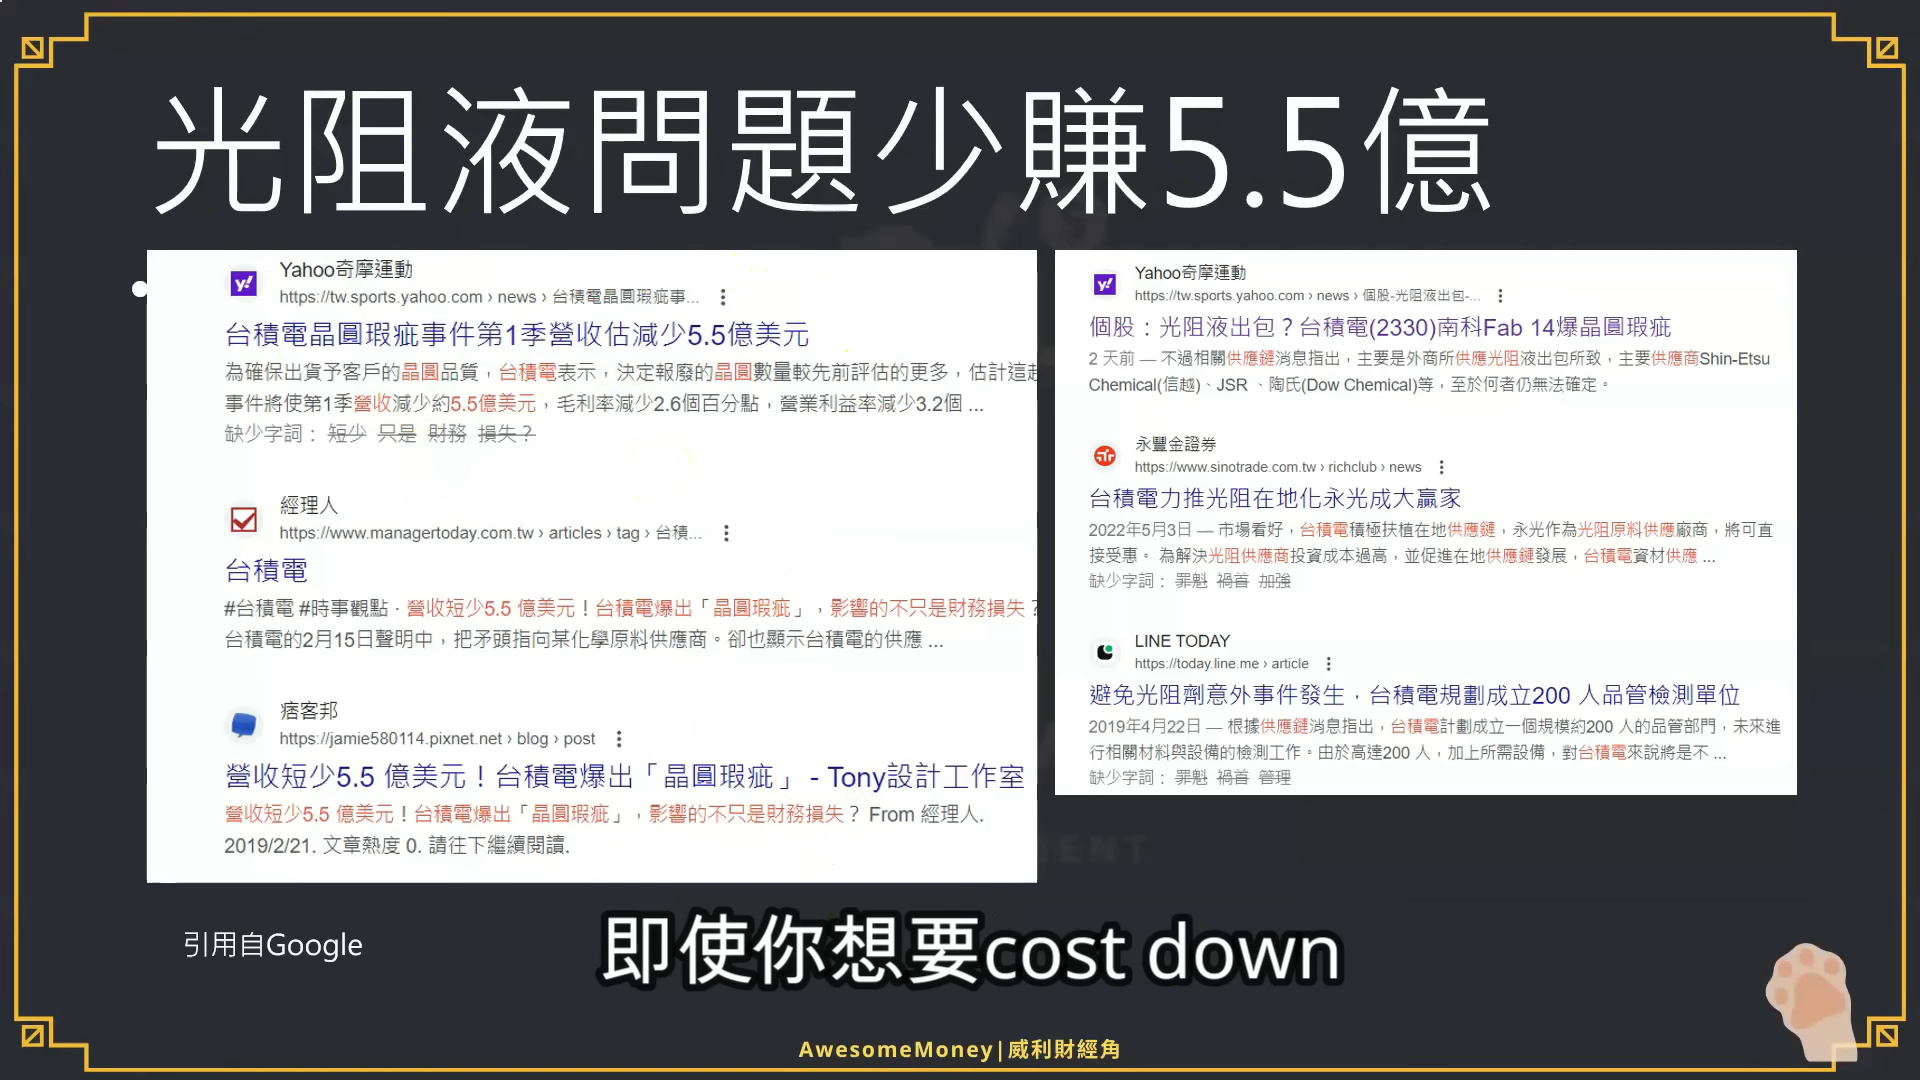 光阻液問題少賺5.5億
Yahoo奇摩運動
https://tw.sports.yahoo.com › news › 台積電晶圓瑕疵事...
台積電晶圓瑕疵事件第1季營收估減少5.5億美元
為確保出貨予客戶的晶圓品質，台積電表示，決定報廢的晶圓數量較先前評估的更多，估計這起
事件將使第1季營收減少約5.5億美元，毛利率減少2.6個百分點，營業利益率減少3.2個 ...
缺少字詞： 短少 只是 財務 損失？
經理人
https://www.managertoday.com.tw › articles › tag › 台積...
台積電
#台積電 #時事觀點 · 營收短少5.5 億美元！台積電爆出「晶圓瑕疵」，影響的不只是財務損失？
台積電的2月15日聲明中，把矛頭指向某化學原料供應商。卻也顯示台積電的供應 ...
痞客邦
https://jamie580114.pixnet.net › blog › post
營收短少5.5 億美元！台積電爆出「晶圓瑕疵」 - Tony設計工作室
營收短少5.5 億美元！台積電爆出「晶圓瑕疵」，影響的不只是財務損失？ From 經理人.
2019/2/21. 文章熱度 0. 請往下繼續閱讀.
Yahoo奇摩運動
https://tw.sports.yahoo.com › news › 個股-光阻液出包-...
個股：光阻液出包？台積電(2330)南科Fab 14爆晶圓瑕疵
2 天前 — 不過相關供應鏈消息指出，主要是外商所供應光阻液出包所致，主要供應商Shin-Etsu
Chemical(信越)、JSR 、陶氏(Dow Chemical)等，至於何者仍無法確定。
永豐金證券
https://www.sinotrade.com.tw › richclub › news
台積電力推光阻在地化永光成大贏家
2022年5月3日 — 市場看好，台積電積極扶植在地供應鏈，永光作為光阻原料供應廠商，將可直
接受惠。 為解決光阻供應商投資成本過高，並促進在地供應鏈發展，台積電資材供應 ...
缺少字詞： 罪魁 禍首 加強
LINE TODAY
https://today.line.me › article
避免光阻劑意外事件發生，台積電規劃成立200 人品管檢測單位
2019年4月22日 — 根據供應鏈消息指出，台積電計劃成立一個規模約200 人的品管部門，未來進
行相關材料與設備的檢測工作。由於高達200 人，加上所需設備，對台積電來說將是不 ...
缺少字詞： 罪魁 禍首 管理
引用自Google
即使你想要cost down
AwesomeMoney|威利財經角